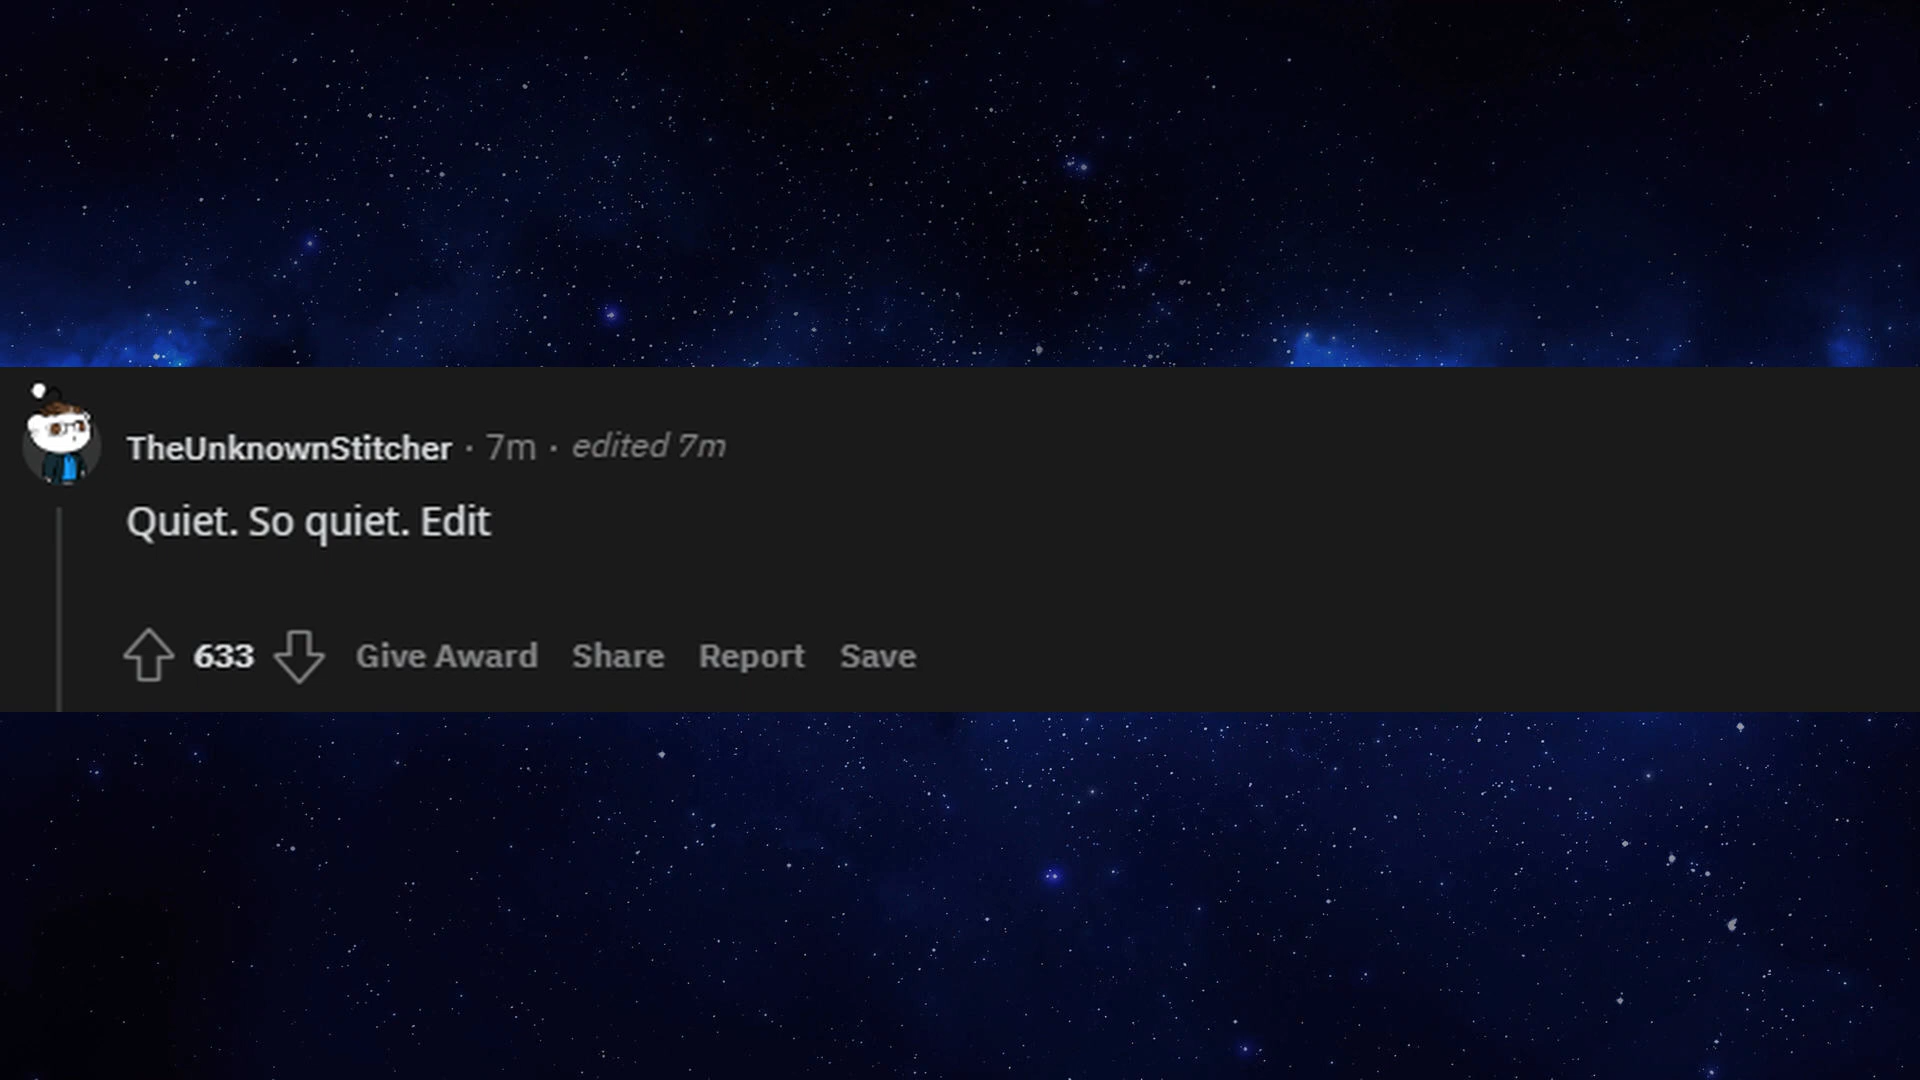 TheUnknownStitcher · 7m · edited 7m
Quiet. So quiet. Edit
633 Give Award Share Report Save